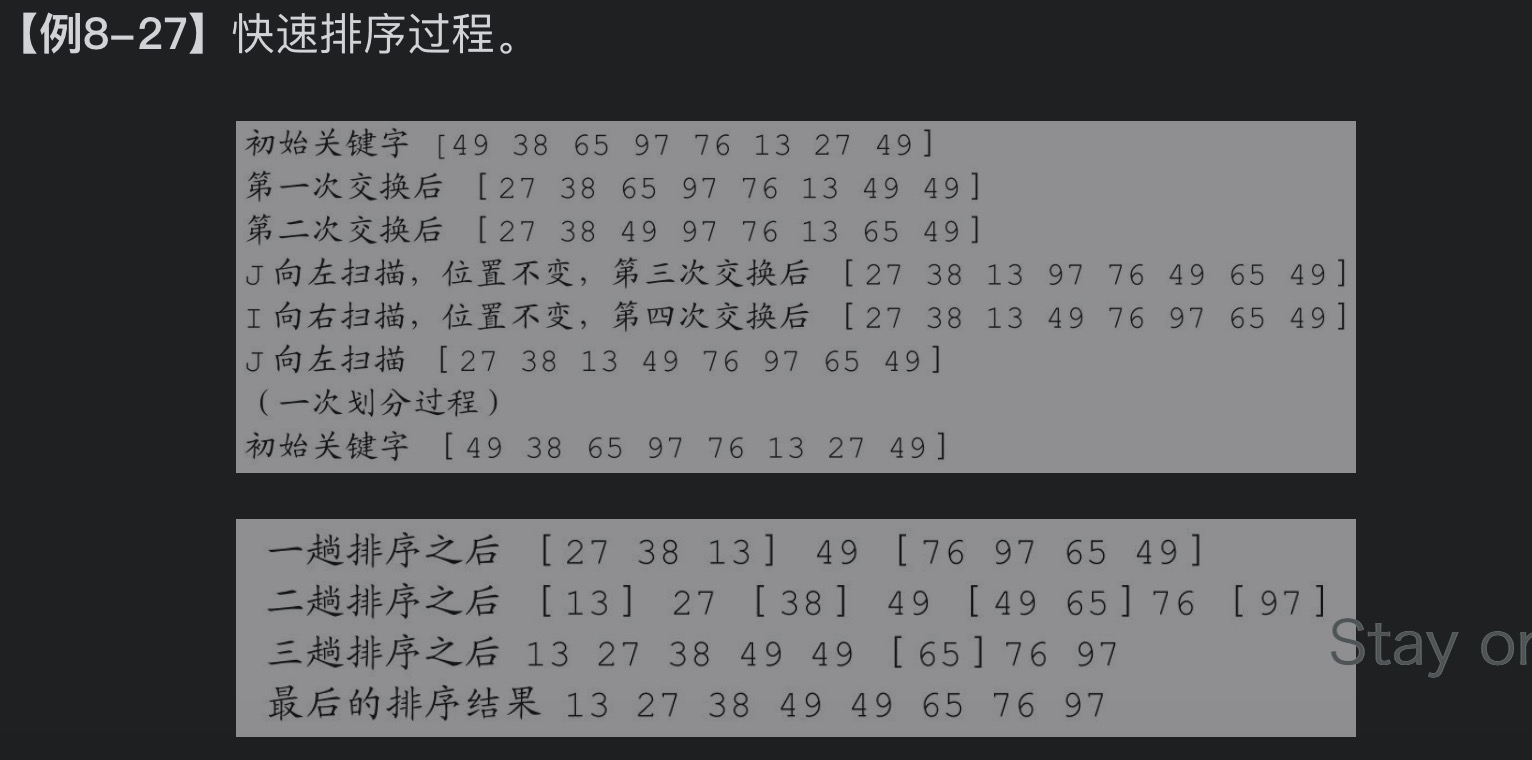 【例8-27】快速排序过程。
初始关键字 [49 38 65 97 76 13 27 49]
第一次交换后 [27 38 65 97 76 13 49 49]
第二次交换后 [27 38 49 97 76 13 65 49]
J向左扫描，位置不变，第三次交换后 [27 38 13 97 76 49 65 49]
I向右扫描，位置不变，第四次交换后 [27 38 13 49 76 97 65 49]
J向左扫描 [27 38 13 49 76 97 65 49]
（一次划分过程）
初始关键字 [49 38 65 97 76 13 27 49]
一趟排序之后 [27 38 13] 49 [76 97 65 49]
二趟排序之后 [13] 27 [38] 49 [49 65]76 [97]
三趟排序之后 13 27 38 49 49 [65]76 97
最后的排序结果 13 27 38 49 49 65 76 97
Stay